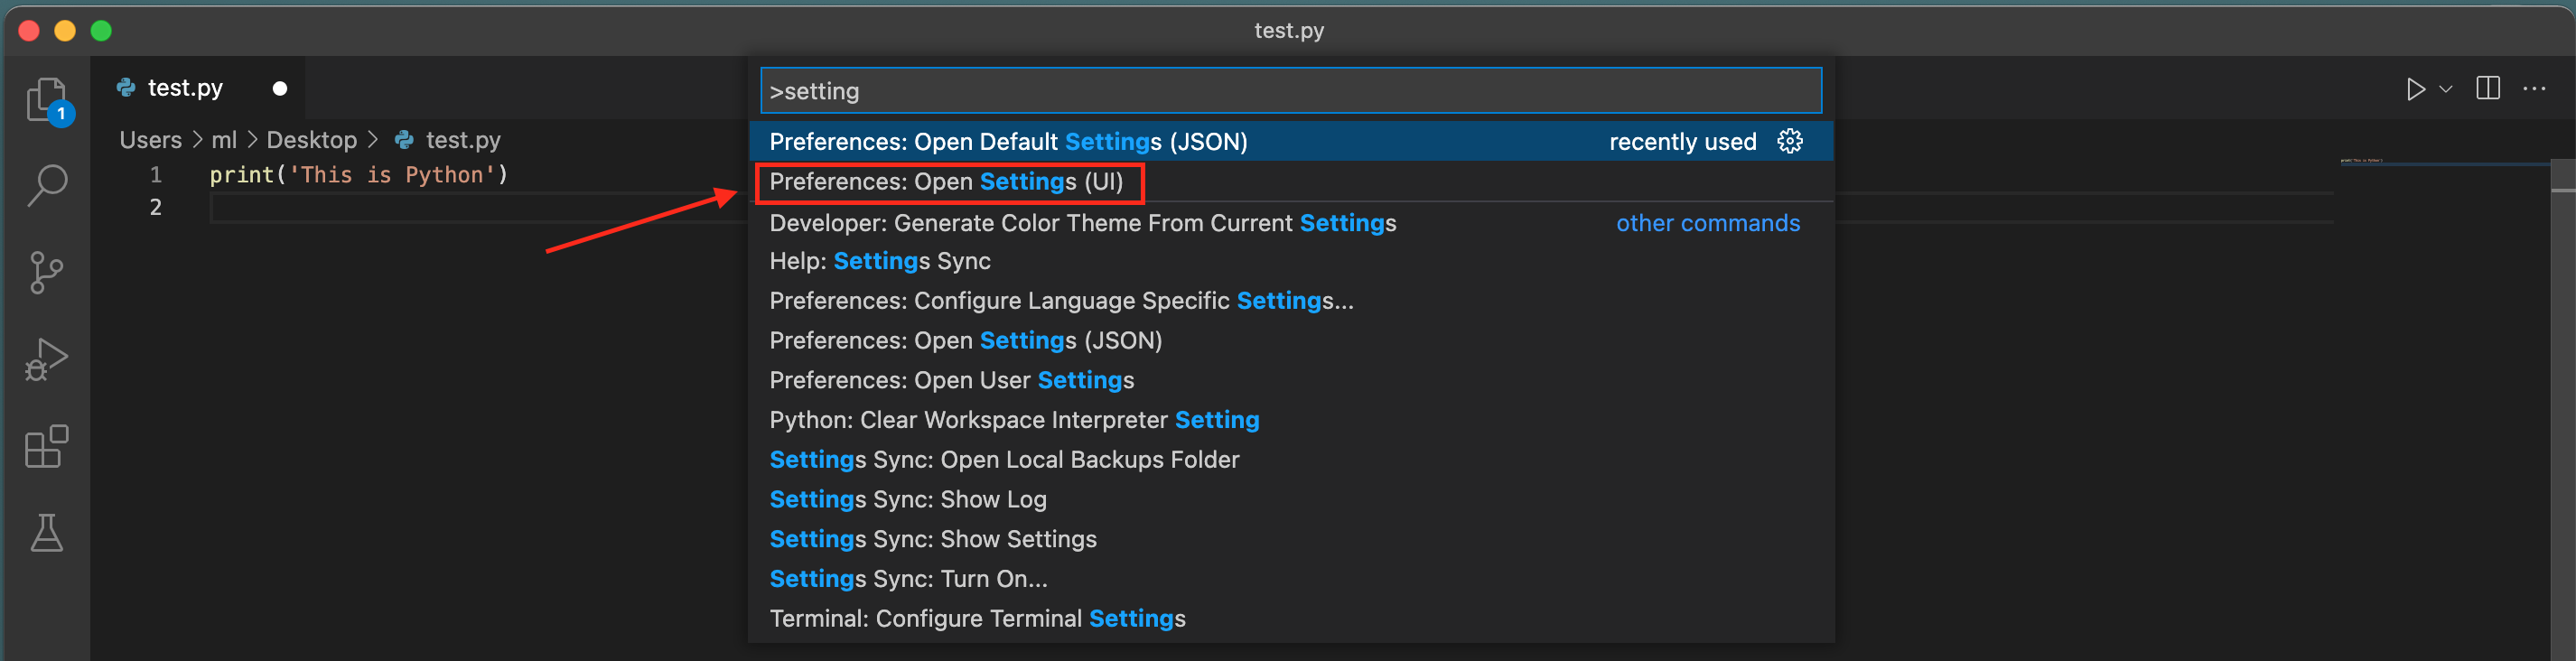 test.py
test.py
>setting
1
Users > ml > Desktop > test.py
1 print('This is Python')
2
Preferences: Open Default Settings (JSON) recently used
Preferences: Open Settings (UI)
Developer: Generate Color Theme From Current Settings other commands
Help: Settings Sync
Preferences: Configure Language Specific Settings...
Preferences: Open Settings (JSON)
Preferences: Open User Settings
Python: Clear Workspace Interpreter Setting
Settings Sync: Open Local Backups Folder
Settings Sync: Show Log
Settings Sync: Show Settings
Settings Sync: Turn On...
Terminal: Configure Terminal Settings